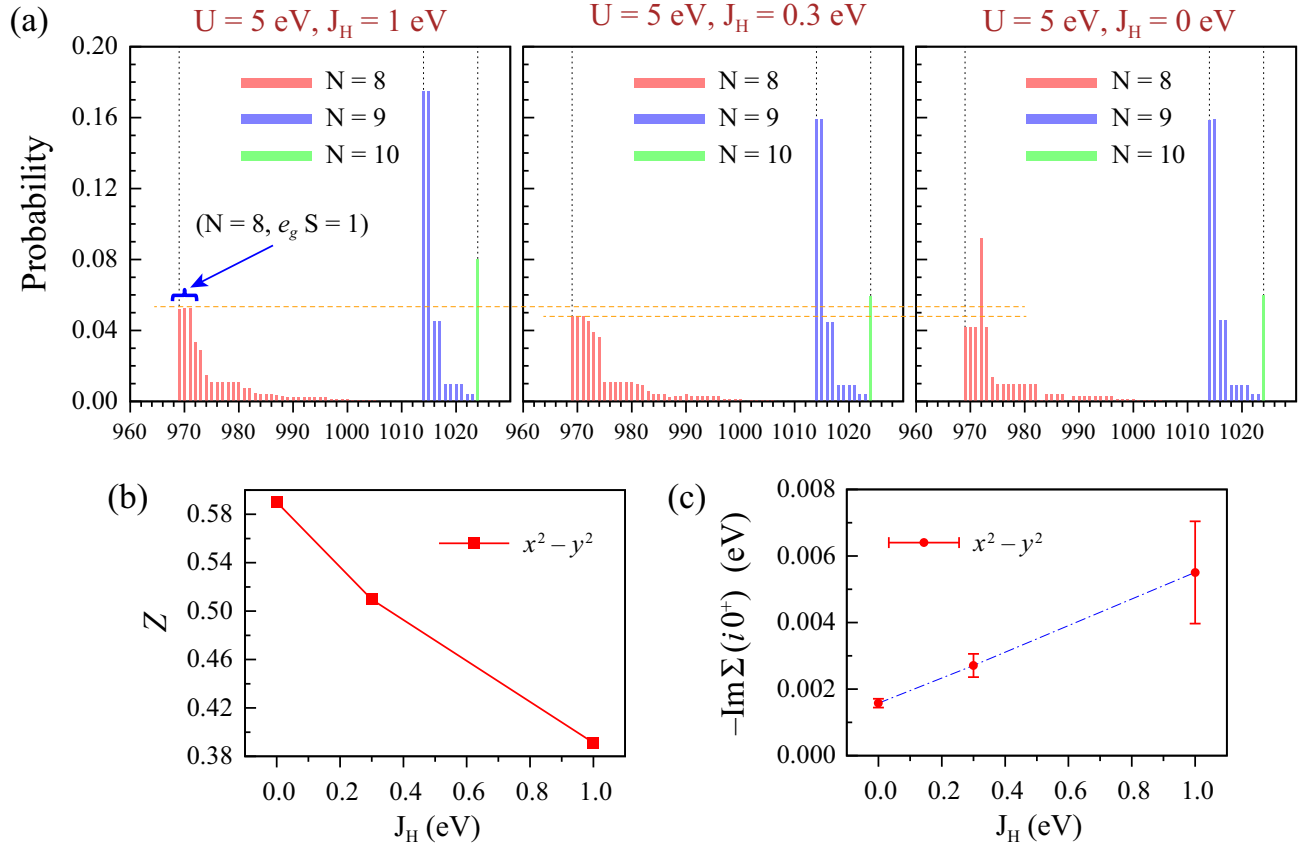 (a)
U = 5 eV, J_H = 1 eV
U = 5 eV, J_H = 0.3 eV
U = 5 eV, J_H = 0 eV
Probability
0.20
0.16
0.12
0.08
0.04
0.00
N = 8
N = 9
N = 10
(N = 8, e_g S = 1)
960 970 980 990 1000 1010 1020
N = 8
N = 9
N = 10
960 970 980 990 1000 1010 1020
N = 8
N = 9
N = 10
960 970 980 990 1000 1010 1020
(b)
Z
0.58
0.54
0.50
0.46
0.42
0.38
x² − y²
0.0 0.2 0.4 0.6 0.8 1.0
J_H (eV)
(c)
−ImΣ(i0⁺) (eV)
0.008
0.006
0.004
0.002
0.000
x² − y²
0.0 0.2 0.4 0.6 0.8 1.0
J_H (eV)